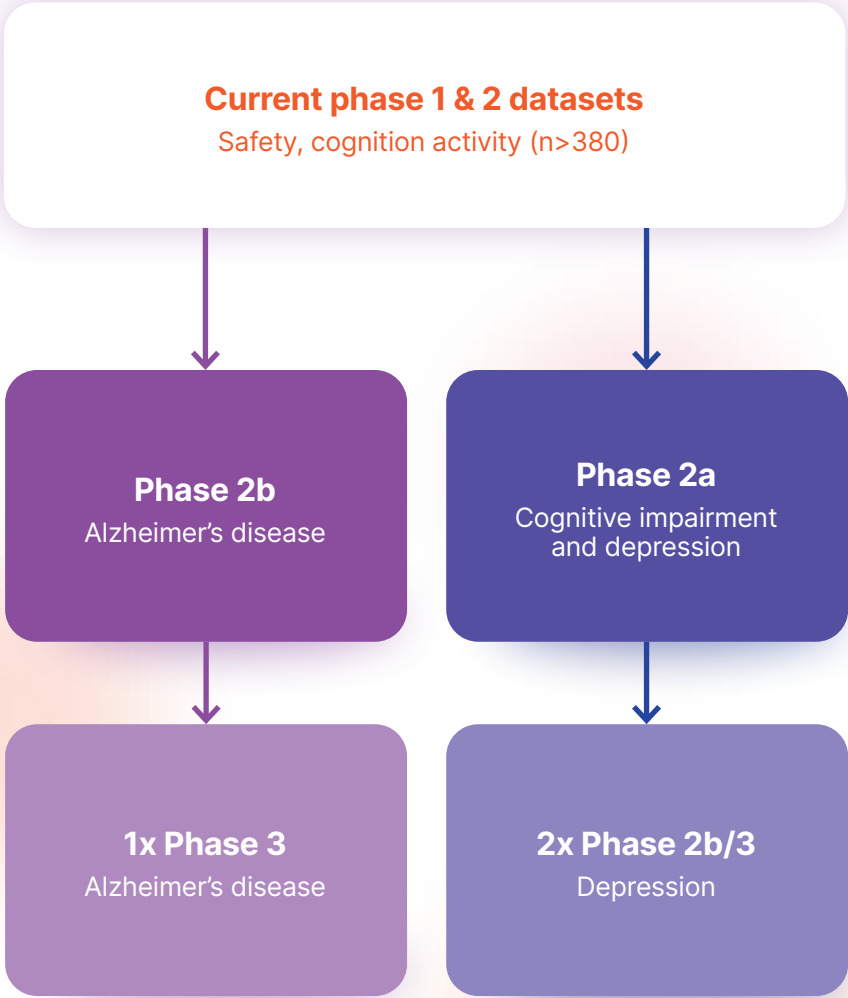 Current phase 1 & 2 datasets
Safety, cognition activity (n>380)
Phase 2b
Alzheimer’s disease
Phase 2a
Cognitive impairment
and depression
1x Phase 3
Alzheimer’s disease
2x Phase 2b/3
Depression